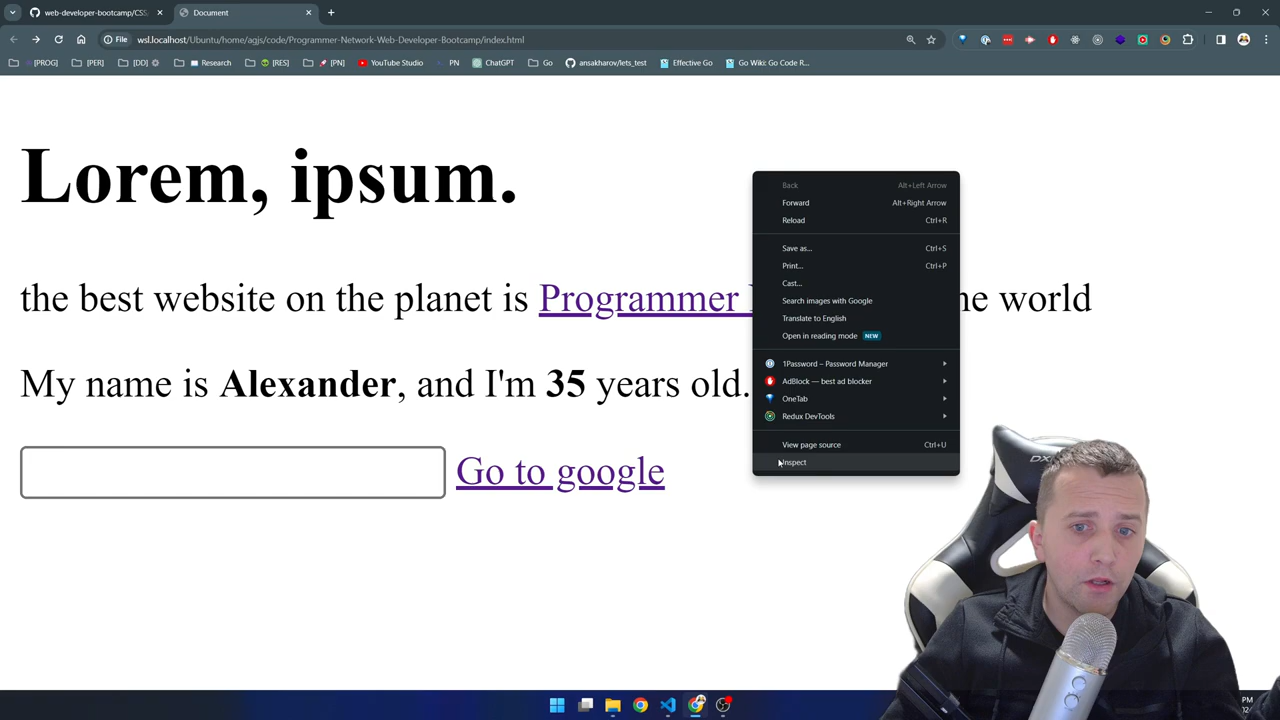 web-developer-bootcamp/CSS
Document
File wsl.localhost/Ubuntu/home/agjs/code/Programmer-Network-Web-Developer-Bootcamp/index.html
[PROG] [PER] [DD] Research [RES] [PN] YouTube Studio PN ChatGPT Go ansakharov/lets_test Effective Go Go Wiki: Go Code R...
Lorem, ipsum.
the best website on the planet is Programmer he world
My name is Alexander, and I'm 35 years old.
Go to google
Back Alt+Left Arrow
Forward Alt+Right Arrow
Reload Ctrl+R
Save as... Ctrl+S
Print... Ctrl+P
Cast...
Search images with Google
Translate to English
Open in reading mode NEW
1Password – Password Manager
AdBlock — best ad blocker
OneTab
Redux DevTools
View page source Ctrl+U
Inspect
PM